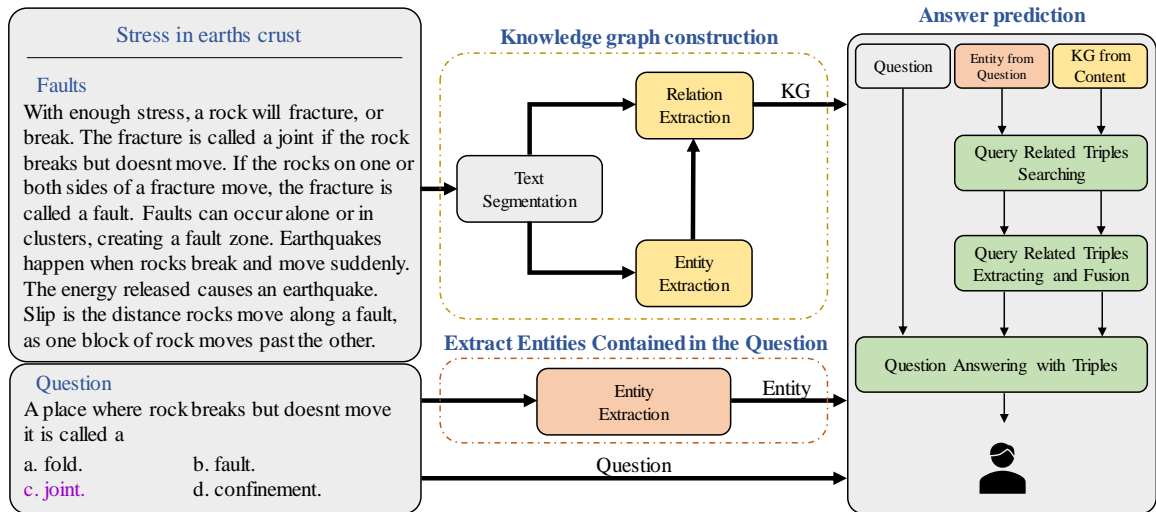 Stress in earths crust
Faults
With enough stress, a rock will fracture, or
break. The fracture is called a joint if the rock
breaks but doesnt move. If the rocks on one or
both sides of a fracture move, the fracture is
called a fault. Faults can occur alone or in
clusters, creating a fault zone. Earthquakes
happen when rocks break and move suddenly.
The energy released causes an earthquake.
Slip is the distance rocks move along a fault,
as one block of rock moves past the other.
Question
A place where rock breaks but doesnt move
it is called a
a. fold.
b. fault.
c. joint.
d. confinement.
Knowledge graph construction
Text
Segmentation
Relation
Extraction
Entity
Extraction
KG
Extract Entities Contained in the Question
Entity
Extraction
Entity
Question
Answer prediction
Question
Entity from
Question
KG from
Content
Query Related Triples
Searching
Query Related Triples
Extracting and Fusion
Question Answering with Triples